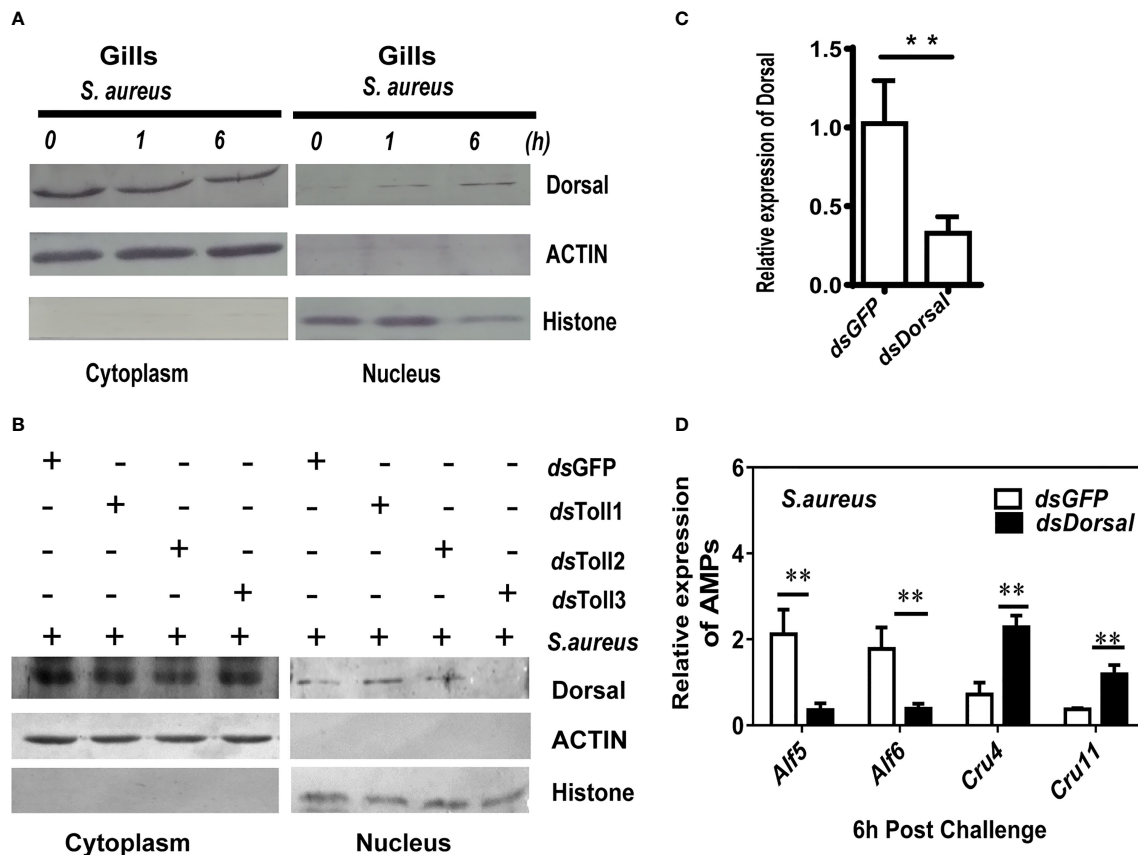 A
Gills
S. aureus
0 1 6
Gills
S. aureus
0 1 6 (h)
Dorsal
ACTIN
Histone
Cytoplasm
Nucleus
B
+ - - - + - - - dsGFP
- + - - - + - - dsToll1
- - + - - - + - dsToll2
- - - + - - - + dsToll3
+ + + + + + + + S.aureus
Dorsal
ACTIN
Histone
Cytoplasm
Nucleus
C
Relative expression of Dorsal
1.5
1.0
0.5
0.0
* *
dsGFP
dsDorsal
D
Relative expression
of AMPs
6
4
2
0
S.aureus
dsGFP
dsDorsal
** ** ** **
Alf5
Alf6
Cru4
Cru11
6h Post Challenge